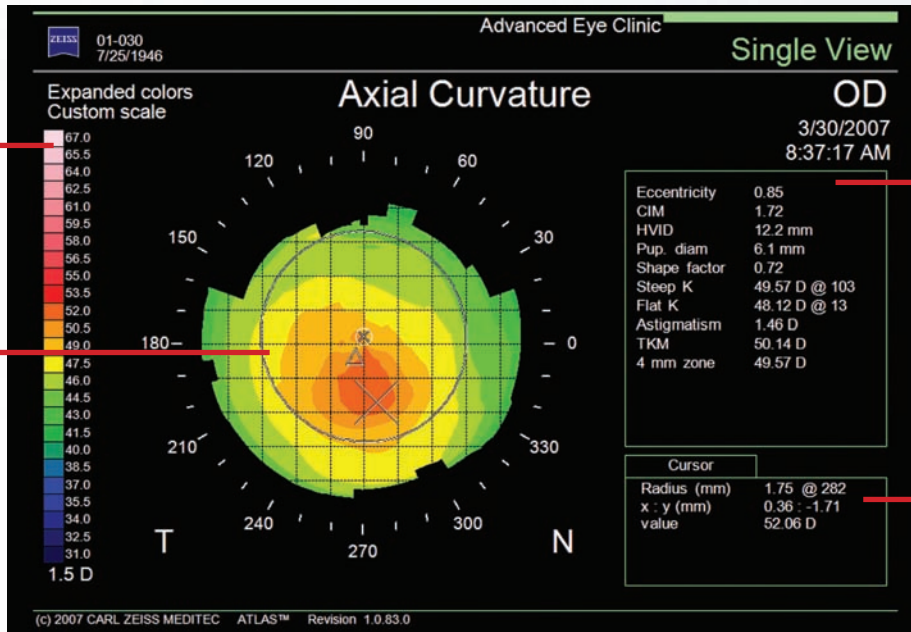 Advanced Eye Clinic
ZEISS
01-030
7/25/1946
Single View
Expanded colors
Custom scale
Axial Curvature
OD
3/30/2007
8:37:17 AM
67.0
65.5
64.0
62.5
61.0
59.5
58.0
56.5
55.0
53.5
52.0
50.5
49.0
47.5
46.0
44.5
43.0
41.5
40.0
38.5
37.0
35.5
34.0
32.5
31.0
1.5 D
90
120
60
150
30
180
0
210
330
240
300
270
T
N
Eccentricity 0.85
CIM 1.72
HVID 12.2 mm
Pup. diam 6.1 mm
Shape factor 0.72
Steep K 49.57 D @ 103
Flat K 48.12 D @ 13
Astigmatism 1.46 D
TKM 50.14 D
4 mm zone 49.57 D
Cursor
Radius (mm) 1.75 @ 282
x : y (mm) 0.36 : -1.71
value 52.06 D
(c) 2007 CARL ZEISS MEDITEC ATLAS™ Revision 1.0.83.0